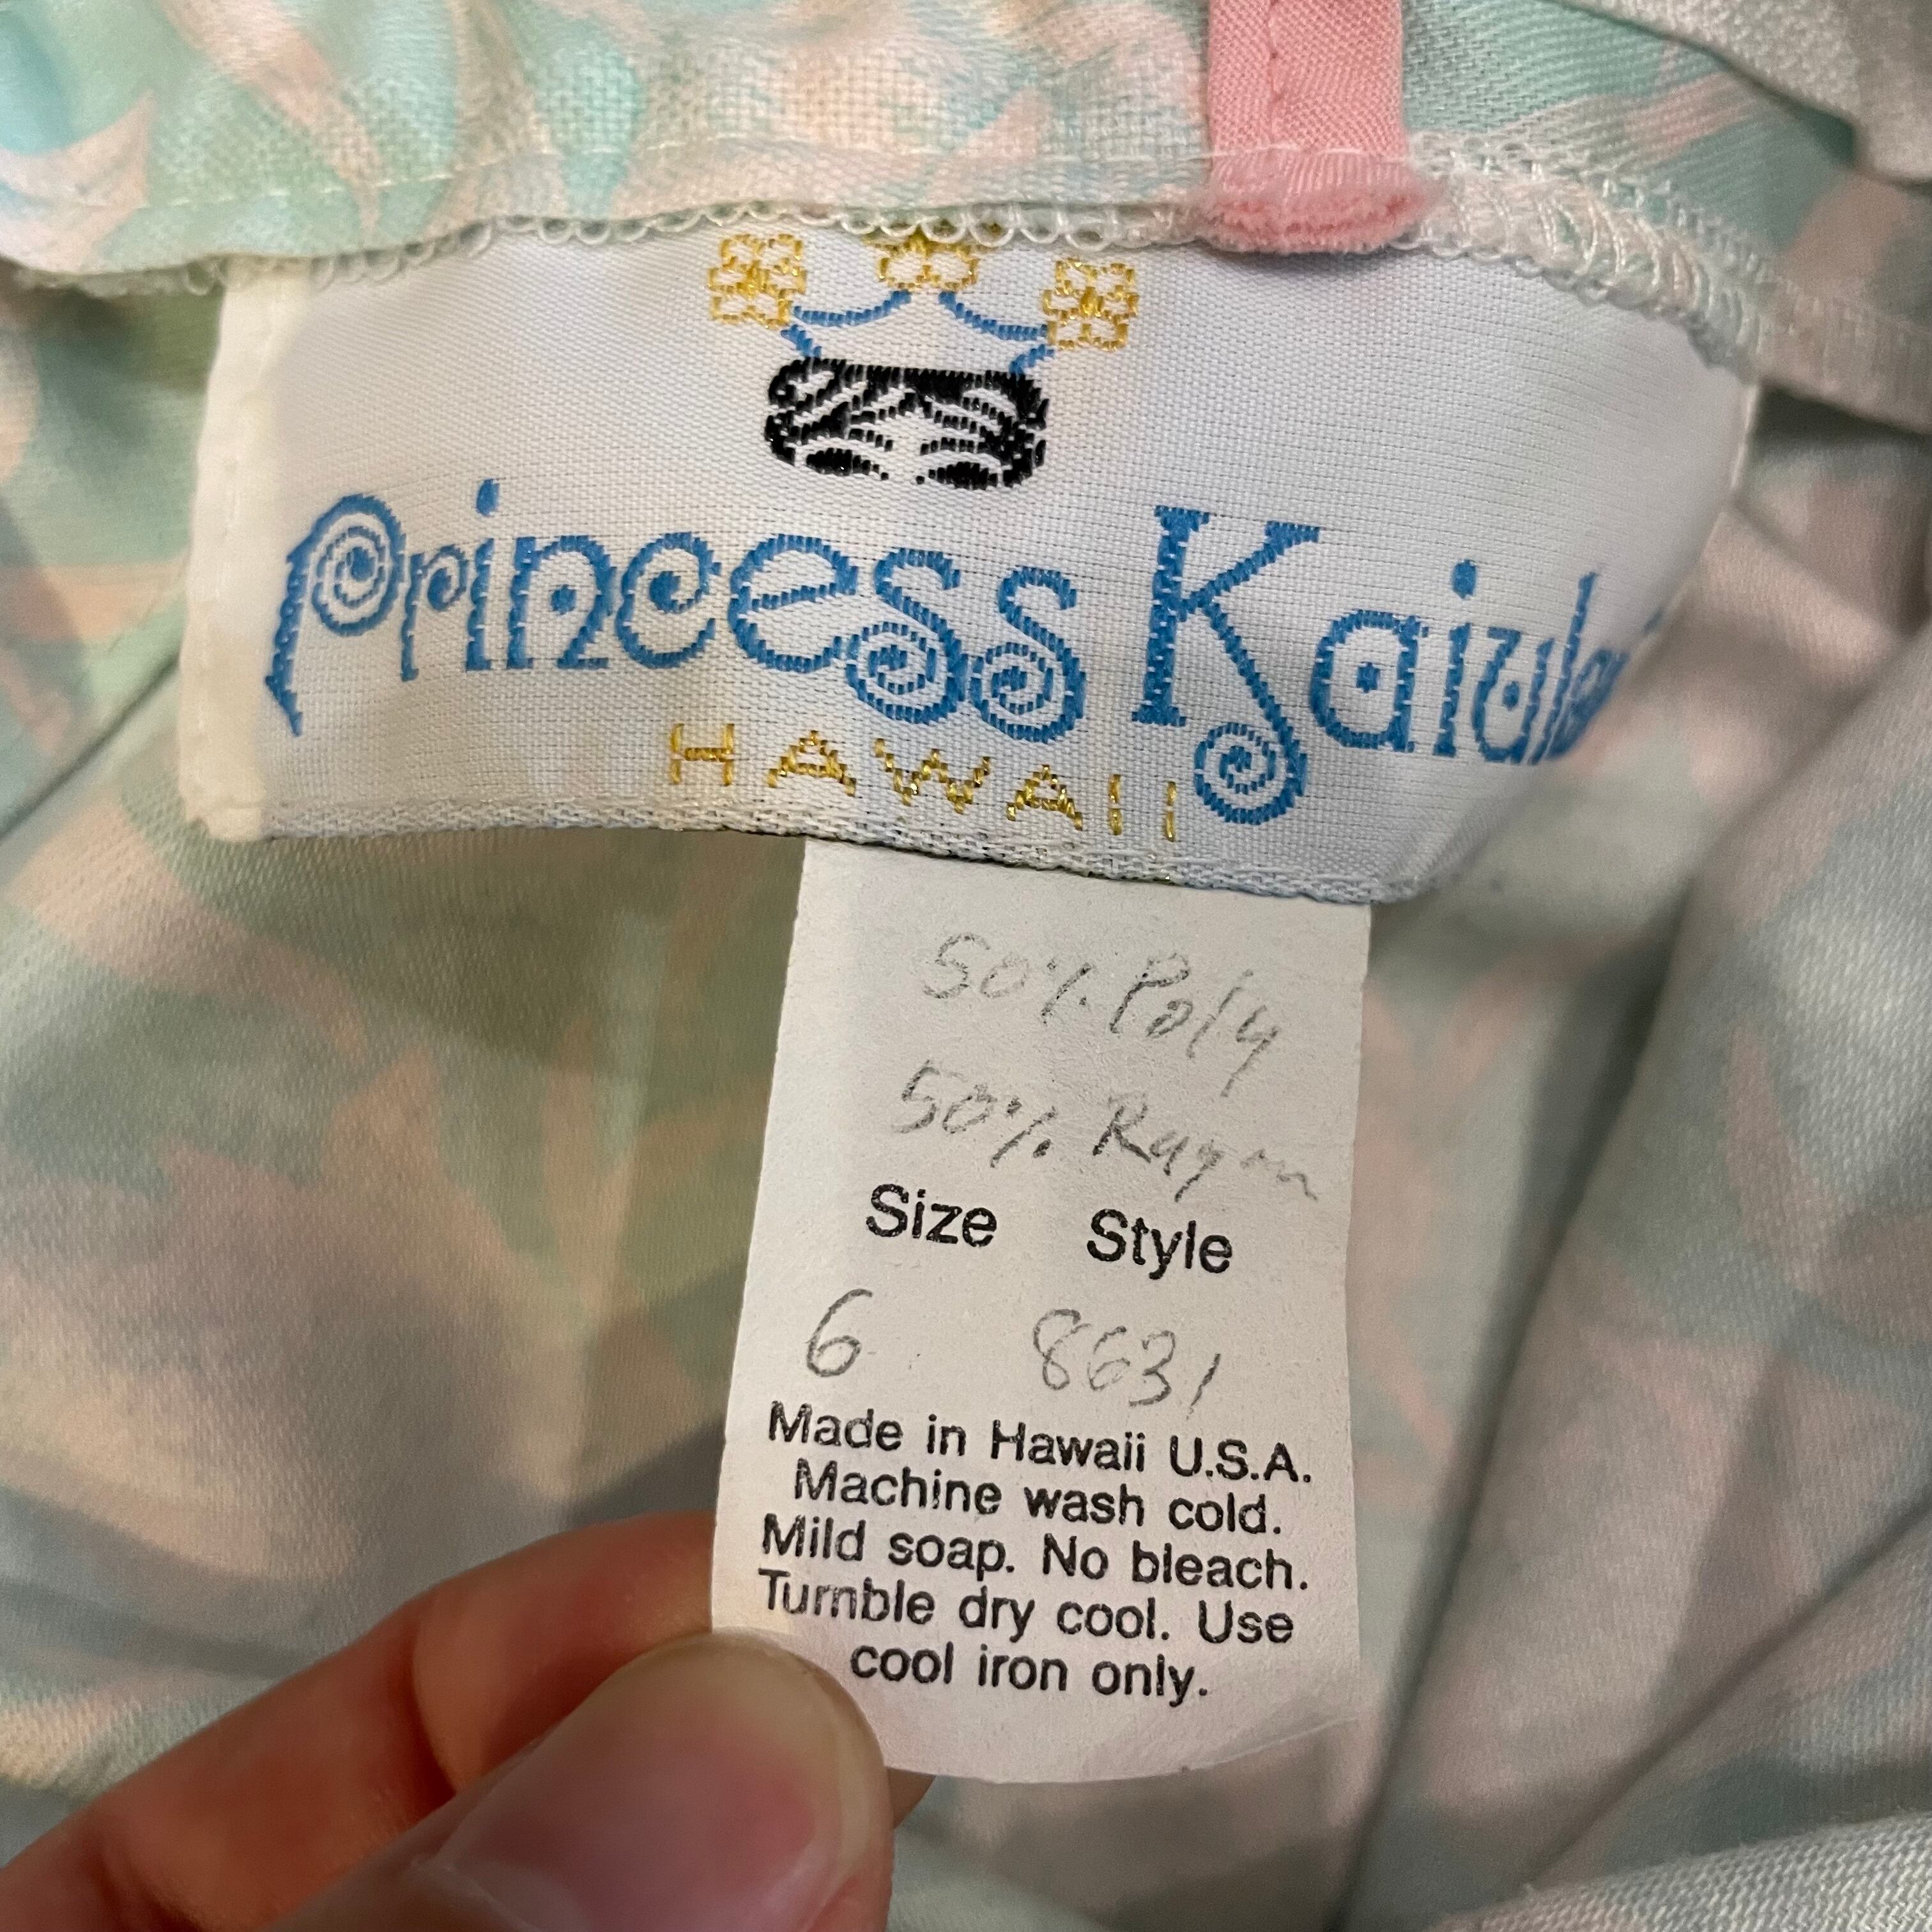 Princess Kaiula
HAWAII
50% Poly
50% Rayon
Size Style
6 8631
Made in Hawaii U.S.A.
Machine wash cold.
Mild soap. No bleach.
Tumble dry cool. Use
cool iron only.